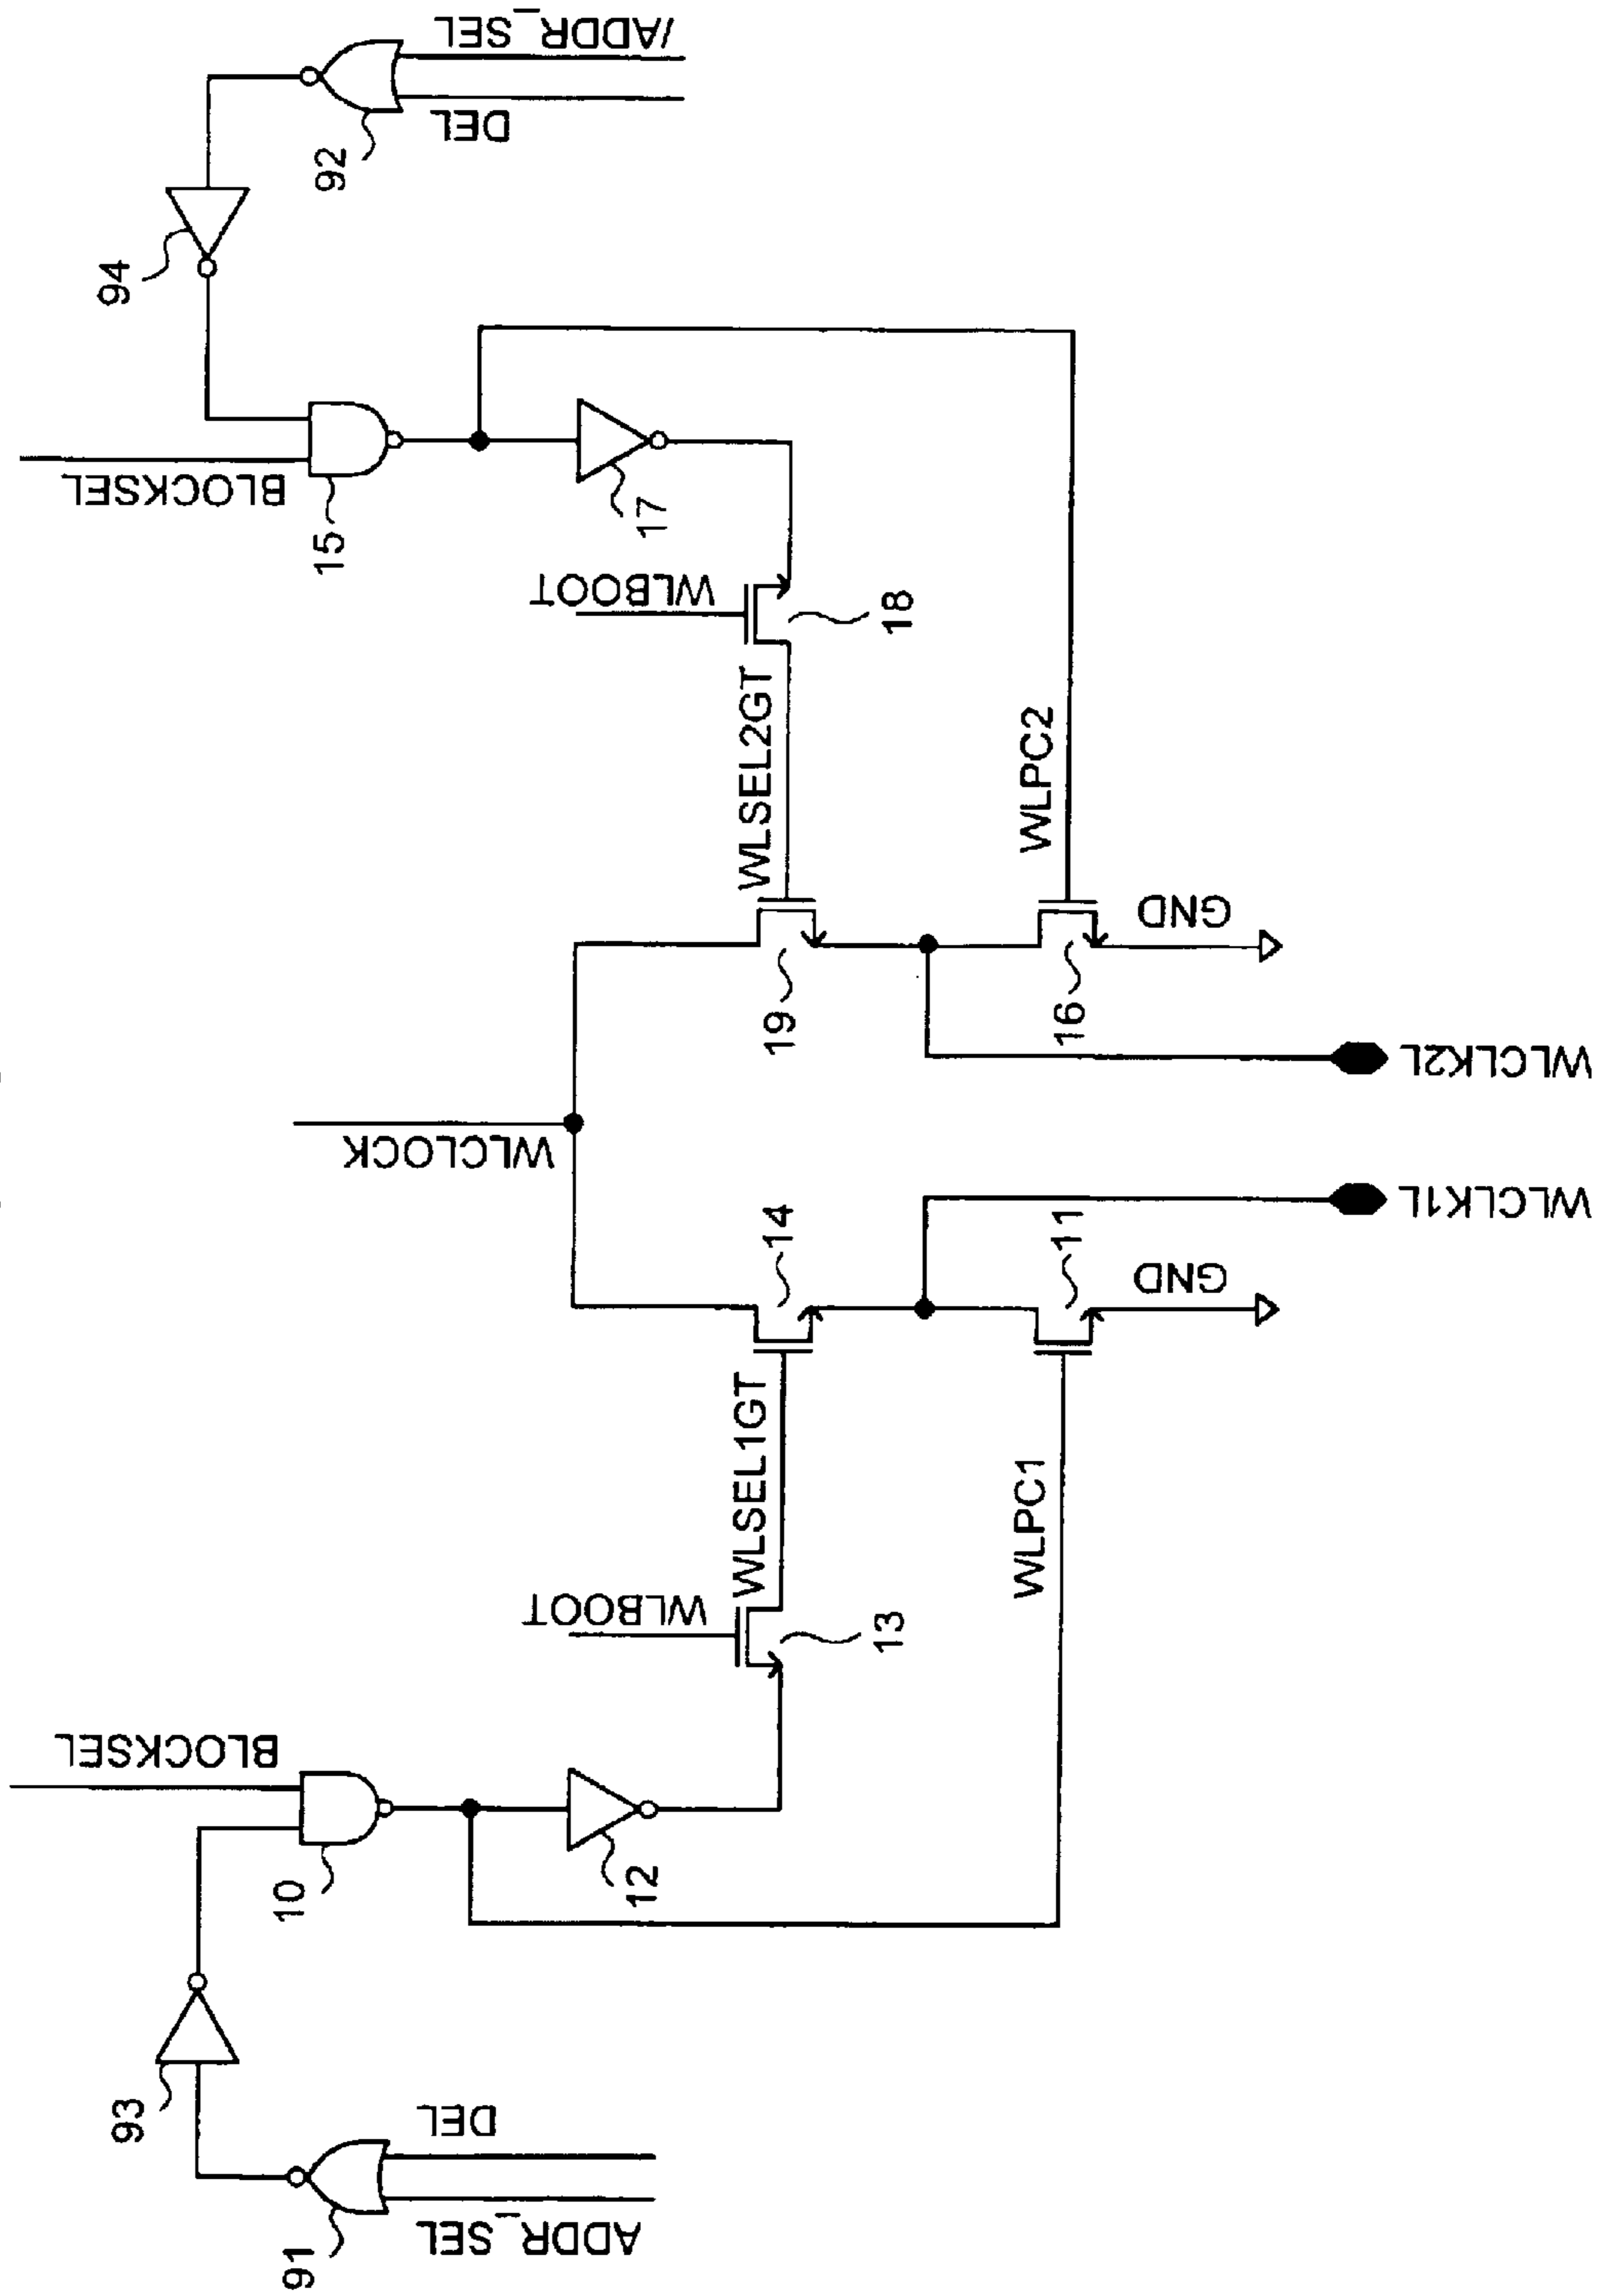 /ADDR_SEL
DEL
92
94
BLOCKSEL
15
17
WLBOOT
18
WLSEL2GT
WLPC2
19
16
GND
WLCLK2L
WLCLOCK
WLCLK1L
14
11
GND
WLSEL1GT
WLPC1
WLBOOT
13
BLOCKSEL
10
12
93
DEL
ADDR_SEL
91